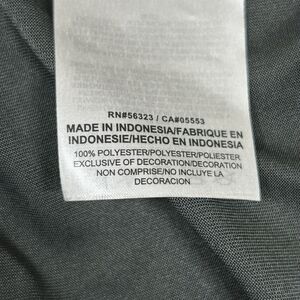 RN#56323 / CA#05553
MADE IN INDONESIA/FABRIQUE EN
INDONESIE/HECHO EN INDONESIA
100% POLYESTER/POLYESTER/POLIESTER
EXCLUSIVE OF DECORATION/DECORATION
NON COMPRISE/NO INCLUYE LA
DECORACION